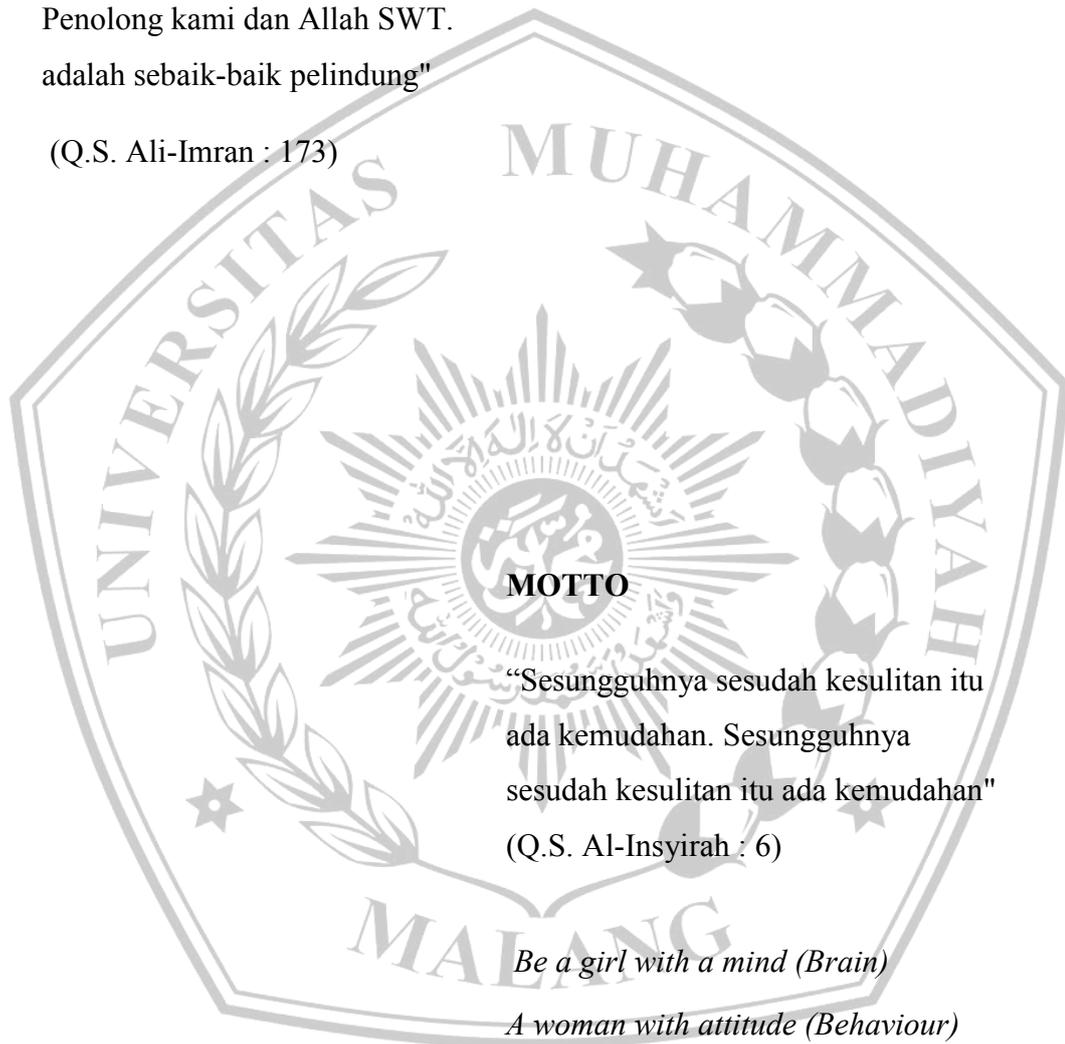 Penolong kami dan Allah SWT.
adalah sebaik-baik pelindung"
(Q.S. Ali-Imran : 173)
UNIVERSITAS MUHAMMADIYAH
MALANG
MOTTO
“Sesungguhnya sesudah kesulitan itu
ada kemudahan. Sesungguhnya
sesudah kesulitan itu ada kemudahan"
(Q.S. Al-Insyirah : 6)
Be a girl with a mind (Brain)
A woman with attitude (Behaviour)